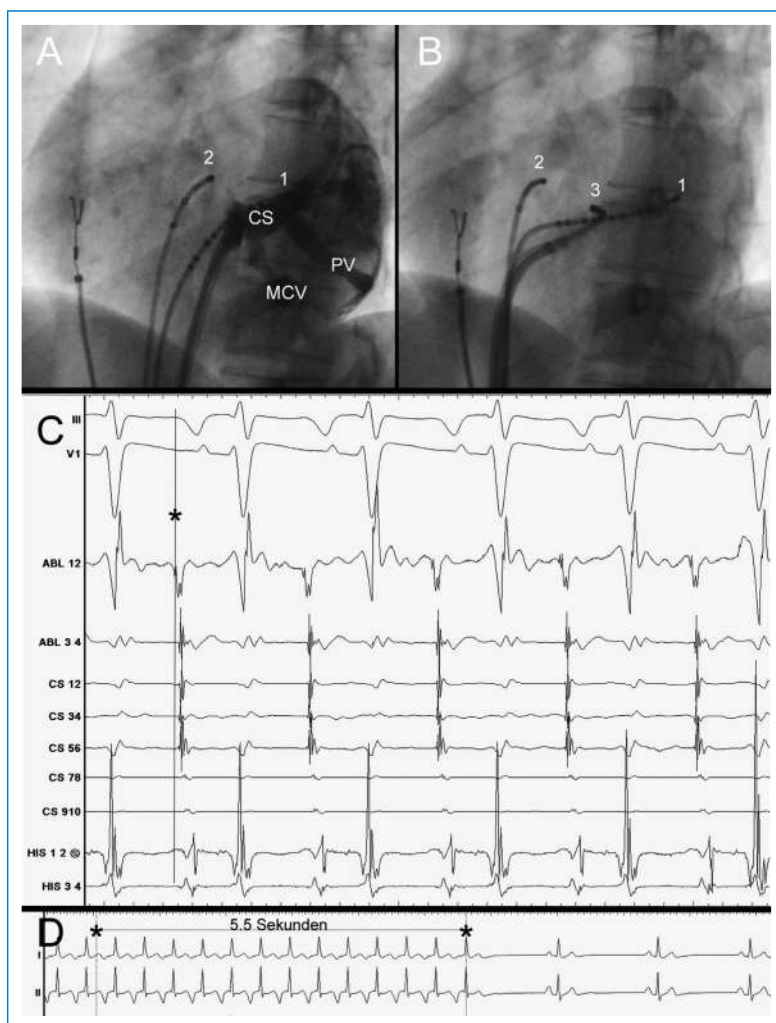 A
B
2
1
CS
PV
MCV
2
3
1
C
III
V1
*
ABL 12
ABL 3 4
CS 12
CS 34
CS 56
CS 78
CS 910
HIS 1 2
HIS 3 4
D
*
5.5 Sekunden
*
I
II